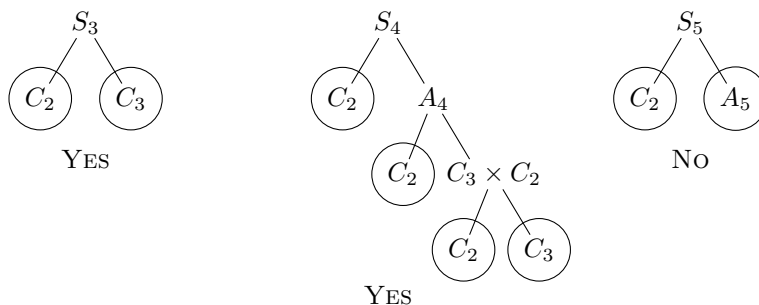 S₃ S₄ S₅
C₂ C₃ C₂ A₄ C₂ A₅
YES NO
C₂ C₃ × C₂
C₂ C₃
YES